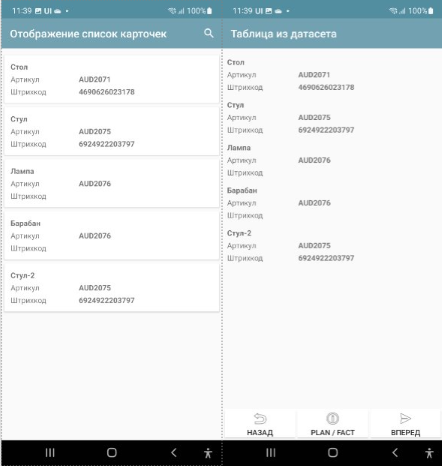 11:39 UI
100%
Отображение список карточек
Стол
Артикул AUD2071
Штрихкод 4690626023178
Стул
Артикул AUD2075
Штрихкод 6924922203797
Лампа
Артикул AUD2076
Штрихкод
Барабан
Артикул AUD2076
Штрихкод
Стул-2
Артикул AUD2075
Штрихкод 6924922203797
11:39 UI
100%
Таблица из датасета
Стол
Артикул AUD2071
Штрихкод 4690626023178
Стул
Артикул AUD2075
Штрихкод 6924922203797
Лампа
Артикул AUD2076
Штрихкод
Барабан
Артикул AUD2076
Штрихкод
Стул-2
Артикул AUD2075
Штрихкод 6924922203797
НАЗАД PLAN / FACT ВПЕРЕД